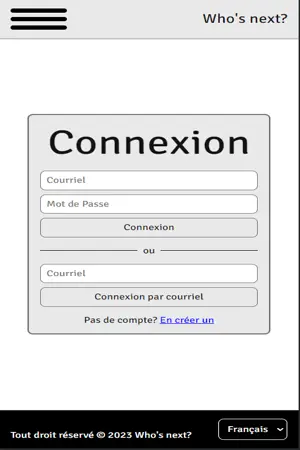 Who's next?
Connexion
Courriel
Mot de Passe
Connexion
ou
Courriel
Connexion par courriel
Pas de compte? En créer un
Français
Tout droit réservé © 2023 Who's next?